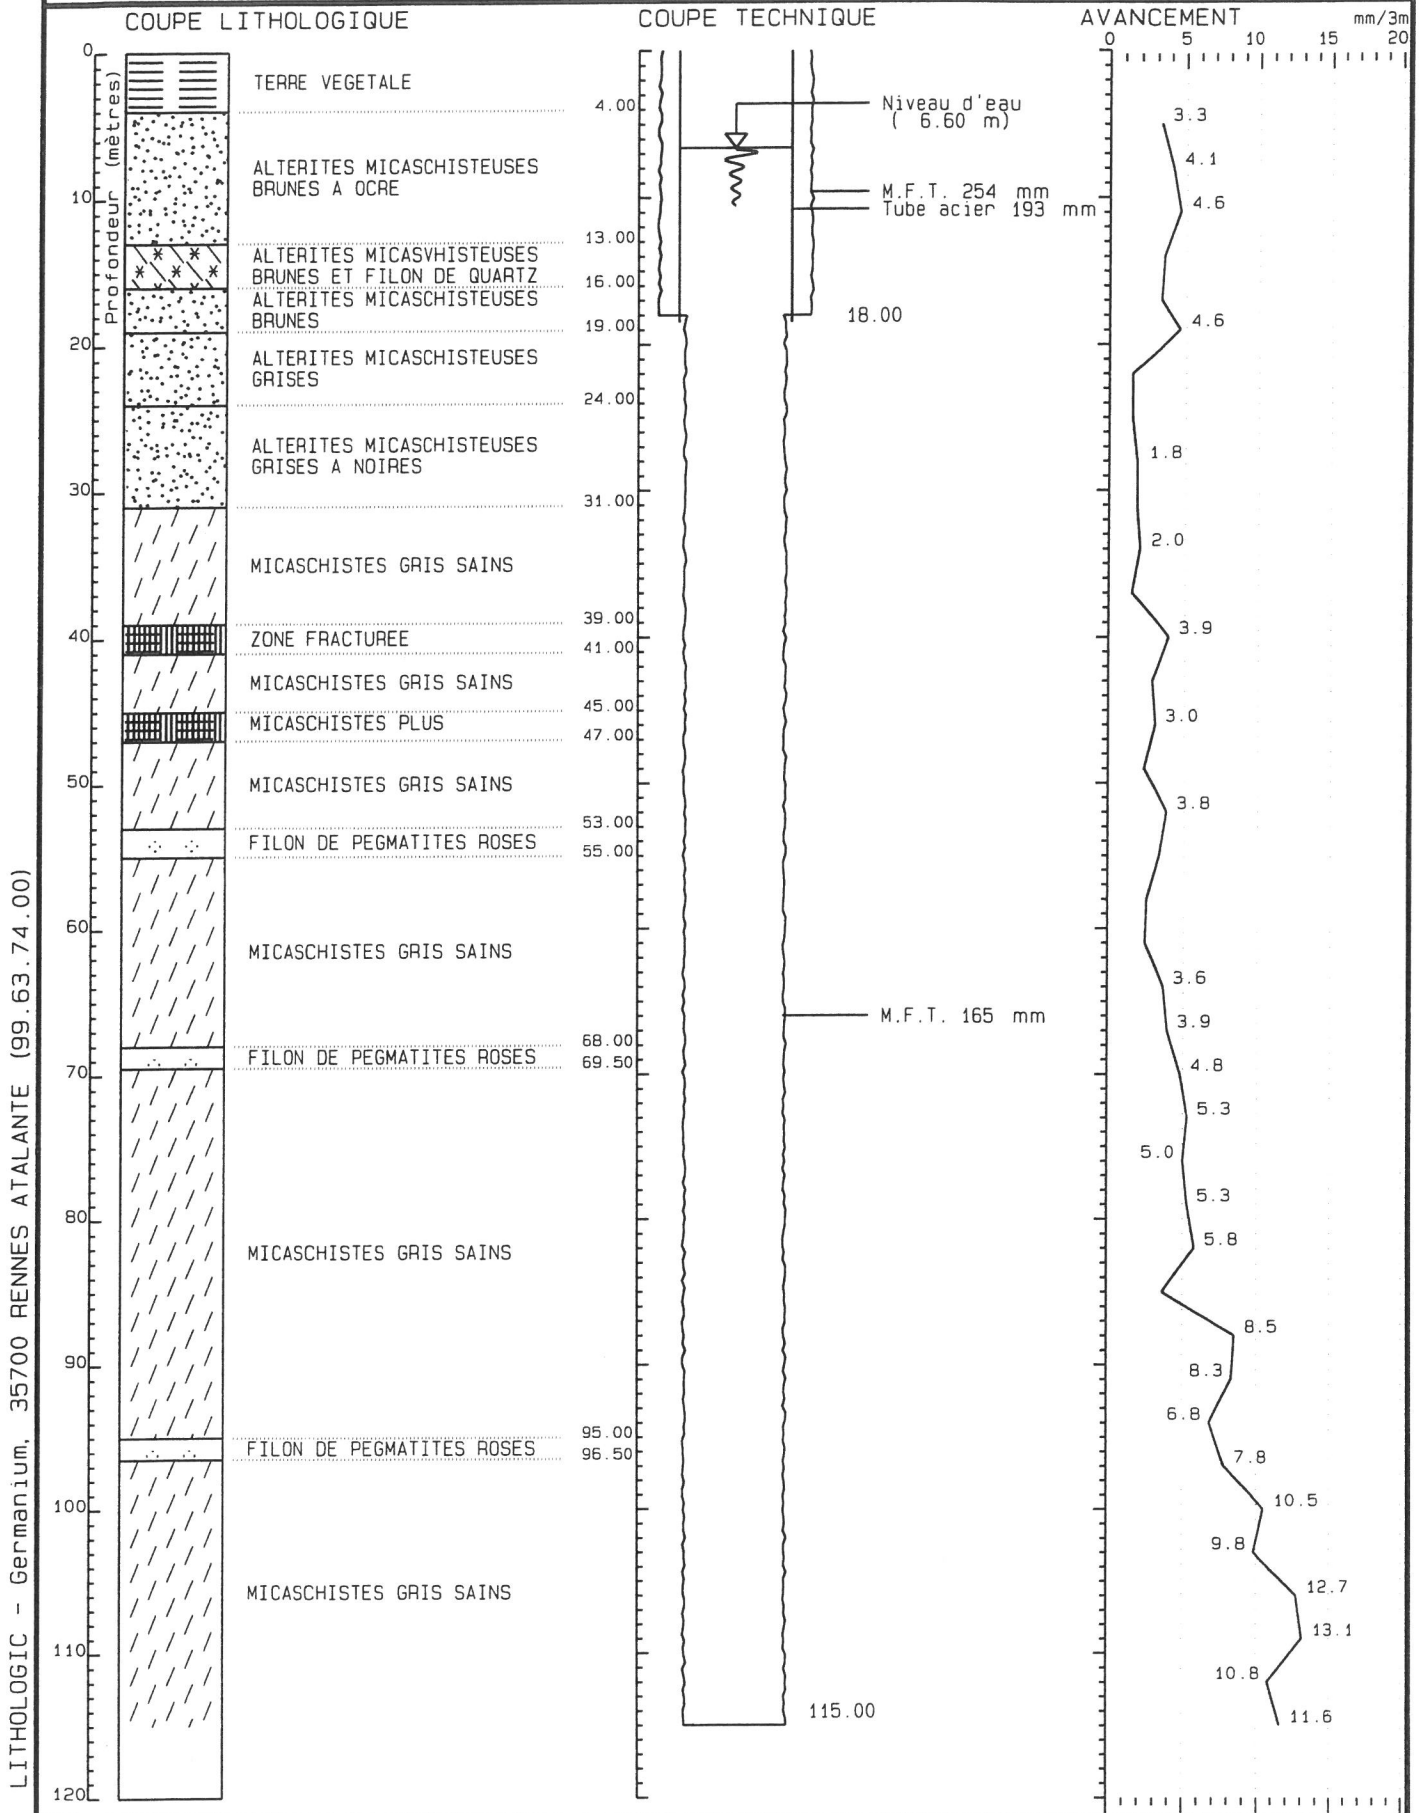 COUPE LITHOLOGIQUE
COUPE TECHNIQUE
AVANCEMENT
mm/3m
0 5 10 15 20
Profondeur (mètres)
0
10
20
30
40
50
60
70
80
90
100
110
120
TERRE VEGETALE
4.00
ALTERITES MICASCHISTEUSES
BRUNES A OCRE
13.00
ALTERITES MICASVHISTEUSES
BRUNES ET FILON DE QUARTZ
16.00
ALTERITES MICASCHISTEUSES
BRUNES
19.00
ALTERITES MICASCHISTEUSES
GRISES
24.00
ALTERITES MICASCHISTEUSES
GRISES A NOIRES
31.00
MICASCHISTES GRIS SAINS
39.00
ZONE FRACTUREE
41.00
MICASCHISTES GRIS SAINS
45.00
MICASCHISTES PLUS
47.00
MICASCHISTES GRIS SAINS
53.00
FILON DE PEGMATITES ROSES
55.00
MICASCHISTES GRIS SAINS
68.00
FILON DE PEGMATITES ROSES
69.50
MICASCHISTES GRIS SAINS
95.00
FILON DE PEGMATITES ROSES
96.50
MICASCHISTES GRIS SAINS
Niveau d'eau
( 6.60 m)
M.F.T. 254 mm
Tube acier 193 mm
18.00
M.F.T. 165 mm
115.00
3.3
4.1
4.6
4.6
1.8
2.0
3.9
3.0
3.8
3.6
3.9
4.8
5.3
5.0
5.3
5.8
8.5
8.3
6.8
7.8
10.5
9.8
12.7
13.1
10.8
11.6
LITHOLOGIC - Germanium, 35700 RENNES ATALANTE (99.63.74.00)